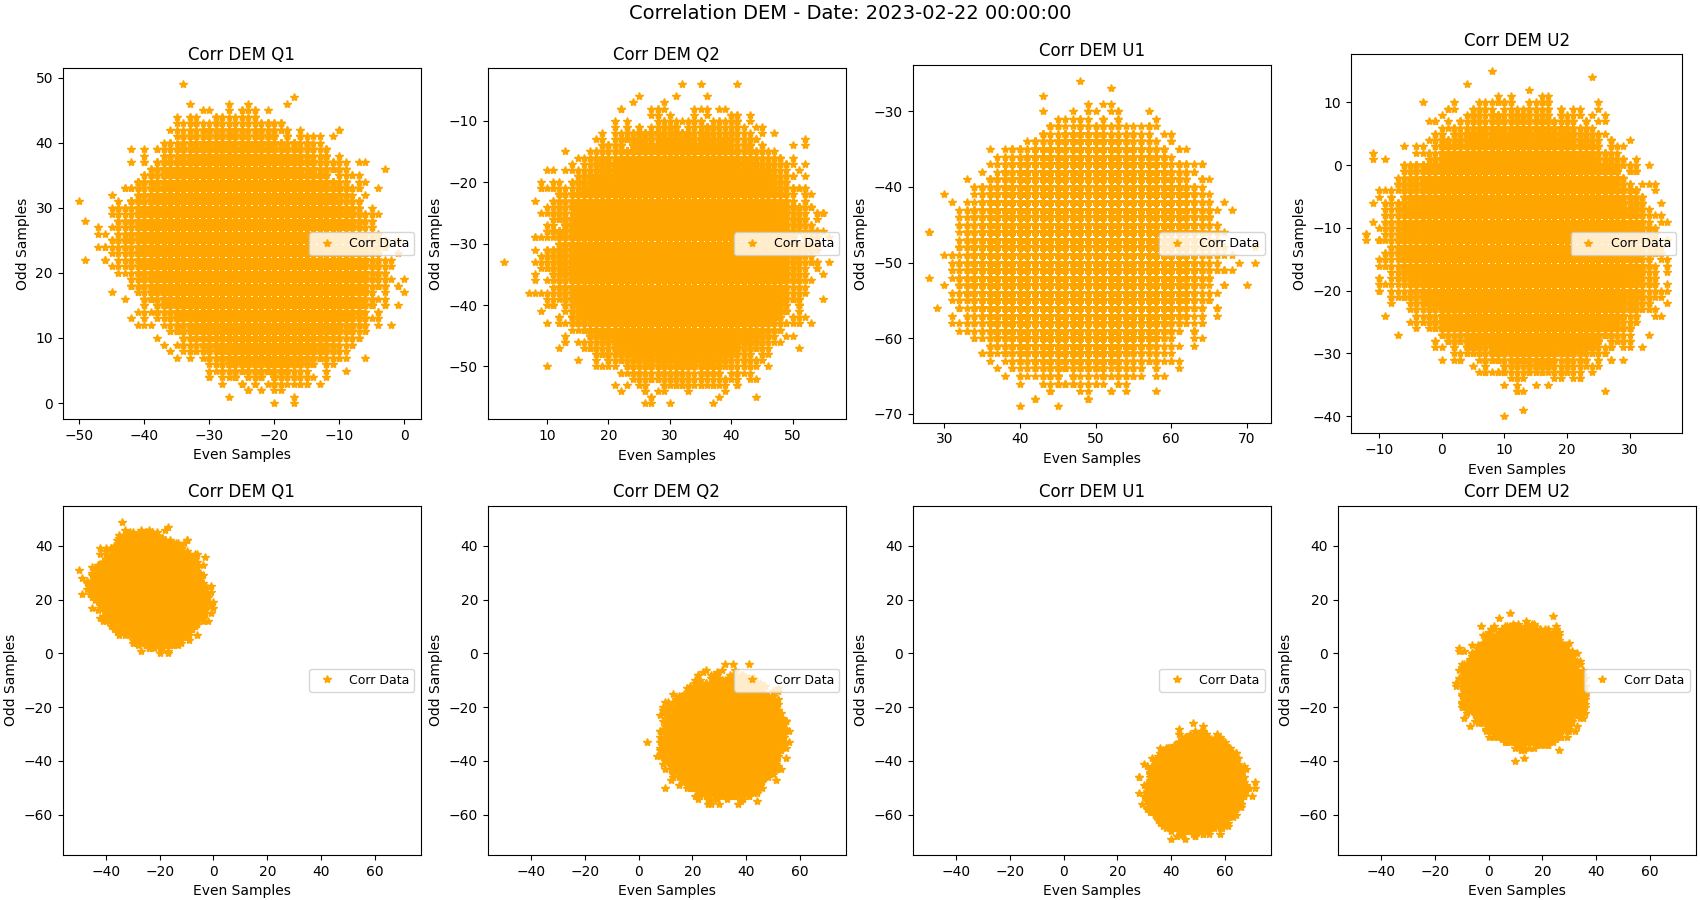 Correlation DEM - Date: 2023-02-22 00:00:00
Corr DEM Q1
Corr DEM Q2
Corr DEM U1
Corr DEM U2
Odd Samples
50
40
30
20
10
0
Corr Data
−50
−40
−30
−20
−10
0
Even Samples
Odd Samples
−10
−20
−30
−40
−50
Corr Data
10
20
30
40
50
Even Samples
Odd Samples
−30
−40
−50
−60
−70
Corr Data
30
40
50
60
70
Even Samples
Odd Samples
10
0
−10
−20
−30
−40
Corr Data
−10
0
10
20
30
Even Samples
Corr DEM Q1
Corr DEM Q2
Corr DEM U1
Corr DEM U2
Odd Samples
40
20
0
−20
−40
−60
Corr Data
−40
−20
0
20
40
60
Even Samples
Odd Samples
40
20
0
−20
−40
−60
Corr Data
−40
−20
0
20
40
60
Even Samples
Odd Samples
40
20
0
−20
−40
−60
Corr Data
−40
−20
0
20
40
60
Even Samples
Odd Samples
40
20
0
−20
−40
−60
Corr Data
−40
−20
0
20
40
60
Even Samples